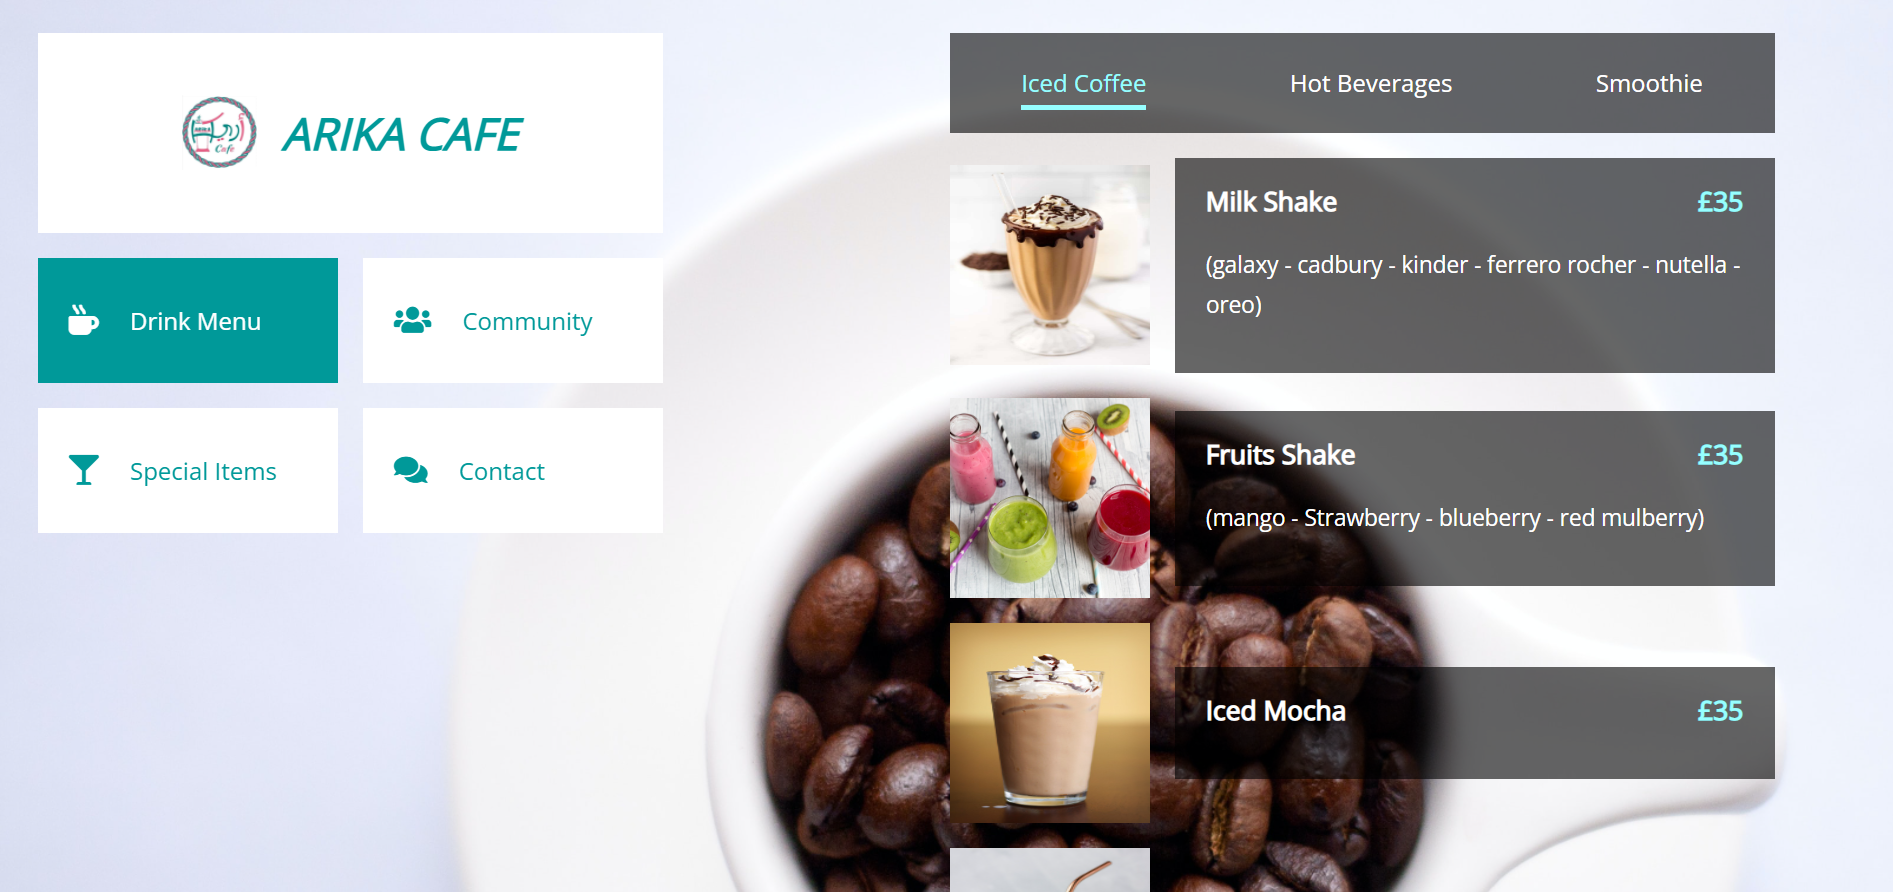 ARIKA CAFE
Drink Menu
Community
Special Items
Contact
Iced Coffee
Hot Beverages
Smoothie
Milk Shake
£35
(galaxy - cadbury - kinder - ferrero rocher - nutella -
oreo)
Fruits Shake
£35
(mango - Strawberry - blueberry - red mulberry)
Iced Mocha
£35